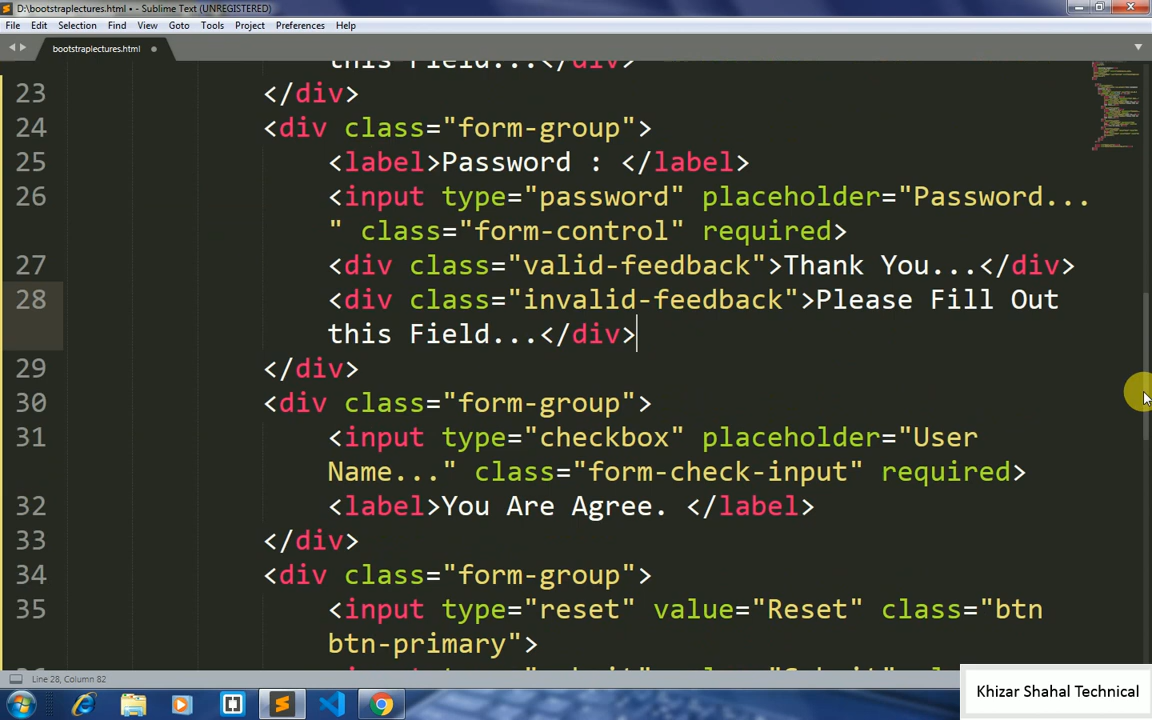 D:\bootstraplectures.html • - Sublime Text (UNREGISTERED)
File Edit Selection Find View Goto Tools Project Preferences Help
bootstraplectures.html
this Field...</div>
23 </div>
24 <div class="form-group">
25 <label>Password : </label>
26 <input type="password" placeholder="Password...
" class="form-control" required>
27 <div class="valid-feedback">Thank You...</div>
28 <div class="invalid-feedback">Please Fill Out
this Field...</div>
29 </div>
30 <div class="form-group">
31 <input type="checkbox" placeholder="User
Name..." class="form-check-input" required>
32 <label>You Are Agree. </label>
33 </div>
34 <div class="form-group">
35 <input type="reset" value="Reset" class="btn
btn-primary">
Line 28, Column 82
Khizar Shahal Technical